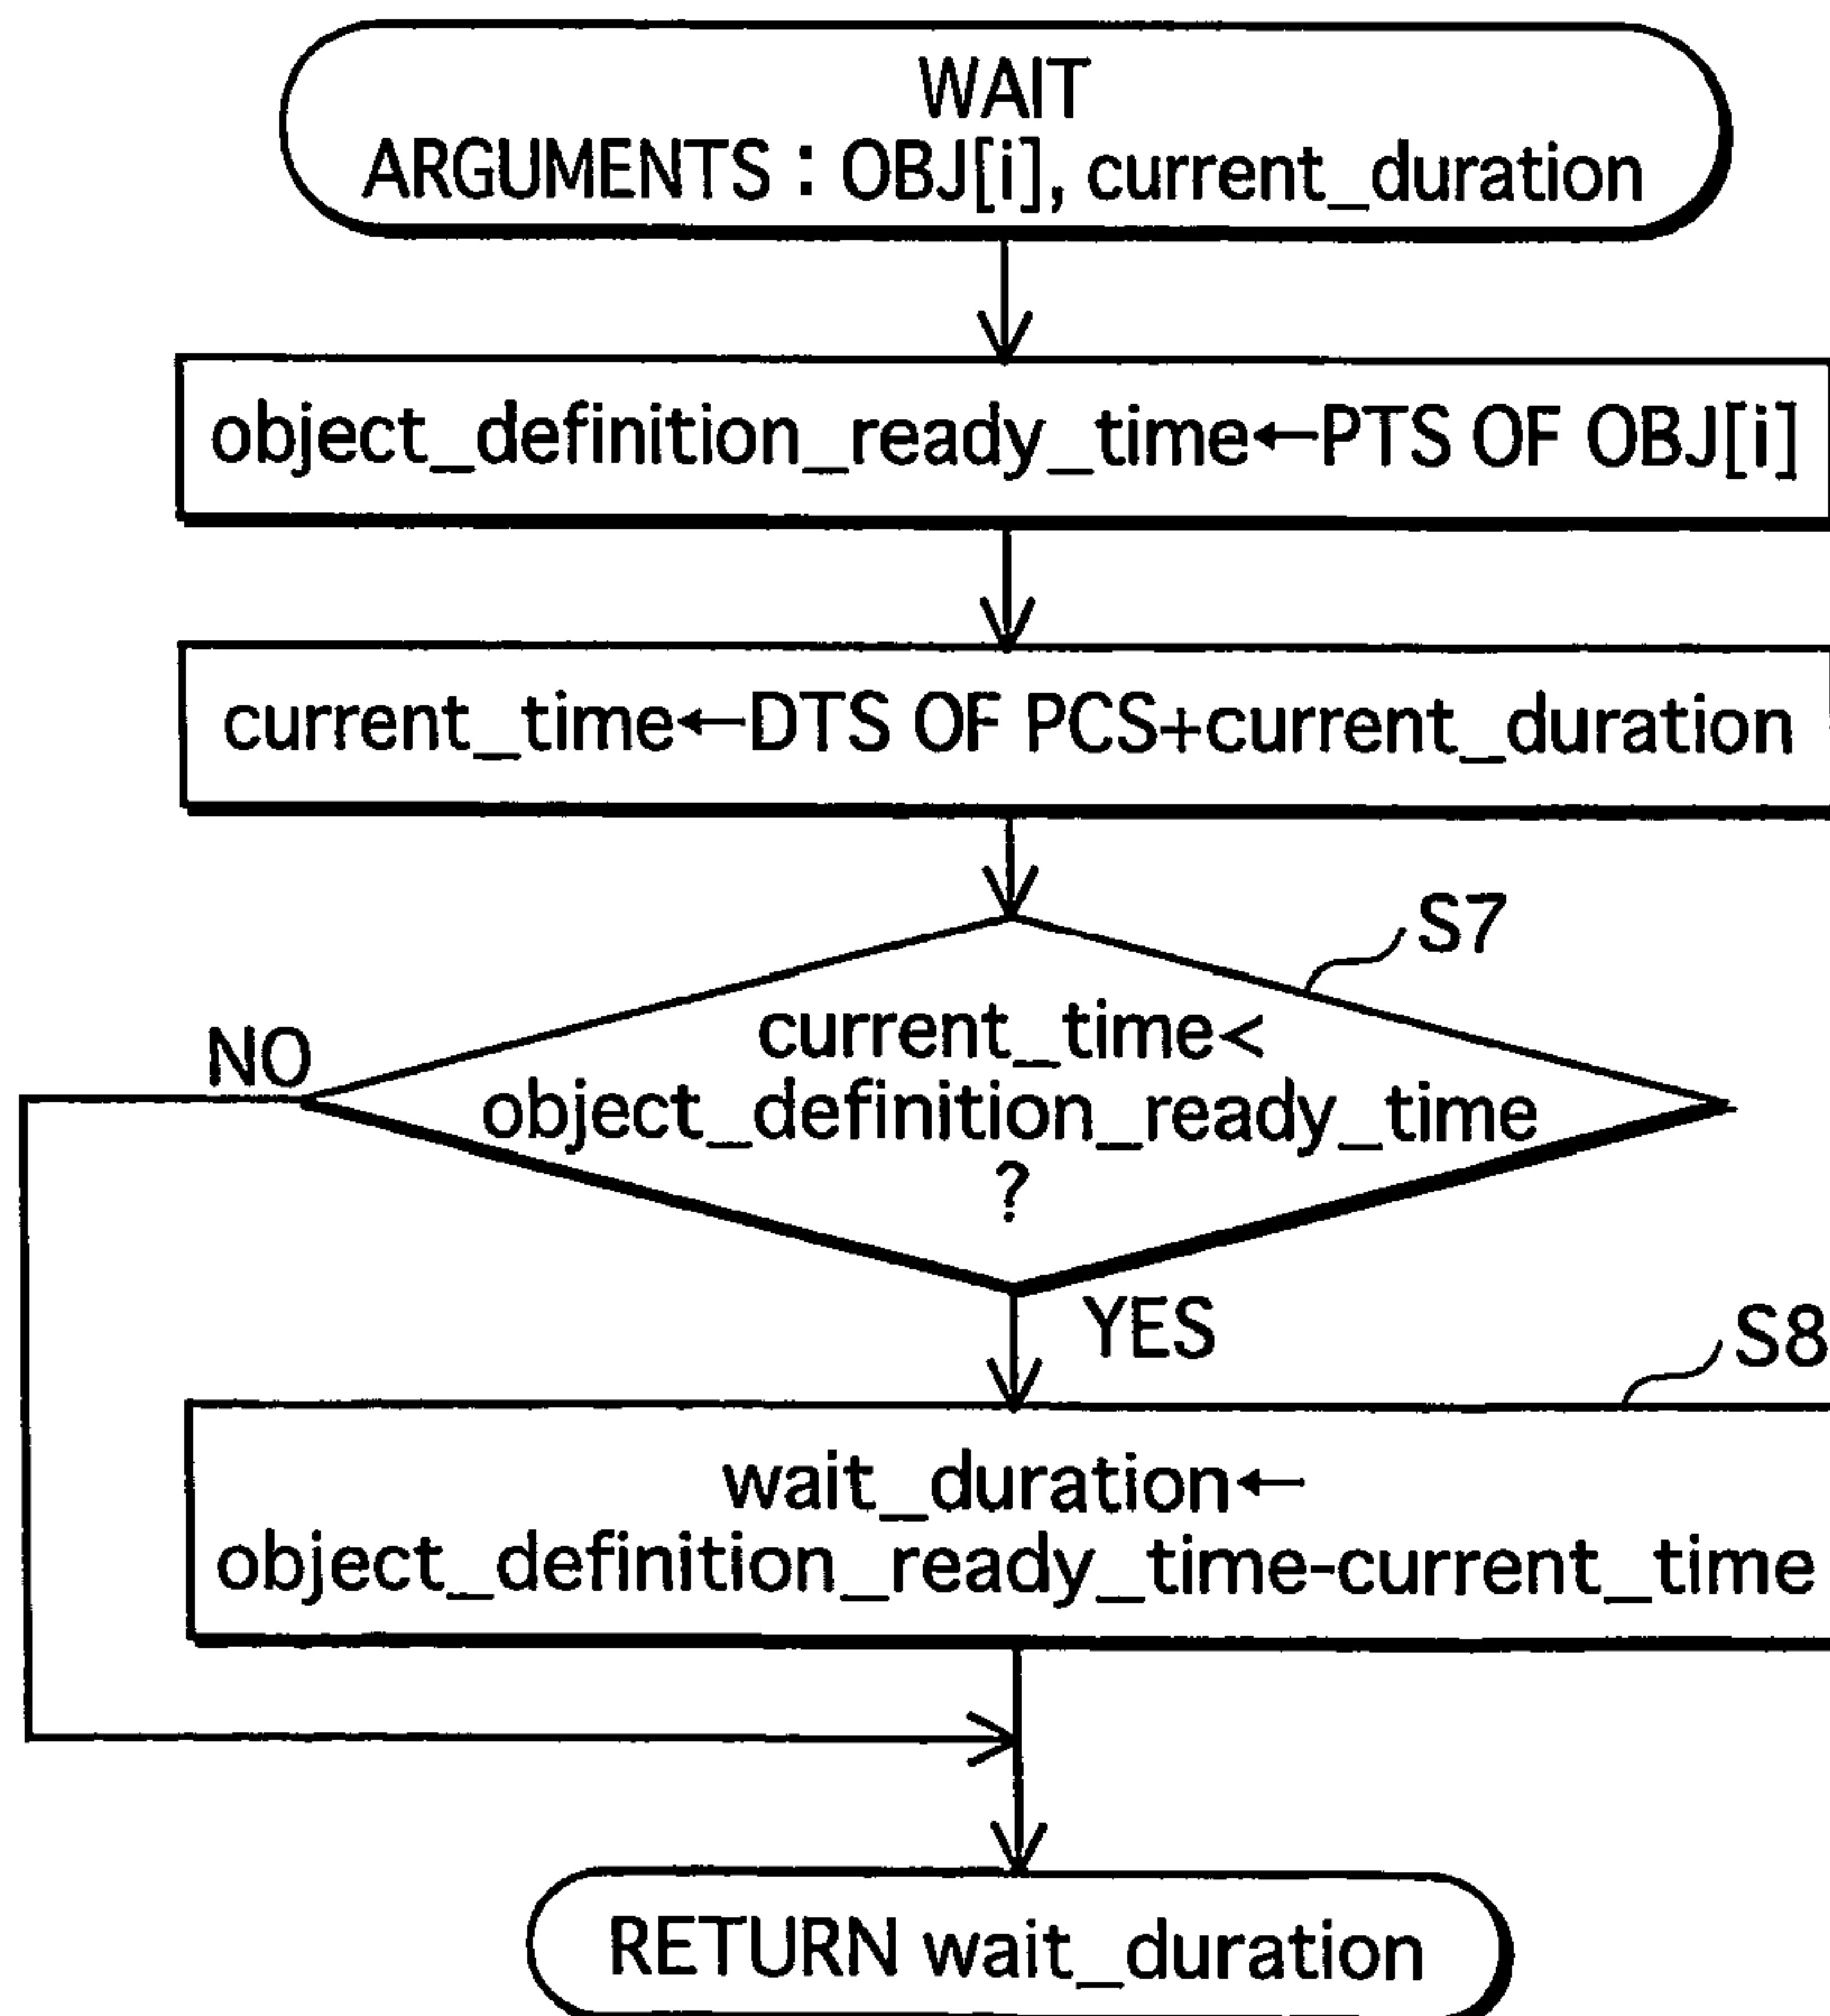 WAIT
ARGUMENTS : OBJ[i], current_duration
object_definition_ready_time←PTS OF OBJ[i]
current_time←DTS OF PCS+current_duration
S7
NO
current_time<
object_definition_ready_time
?
YES
S8
wait_duration←
object_definition_ready_time-current_time
RETURN wait_duration